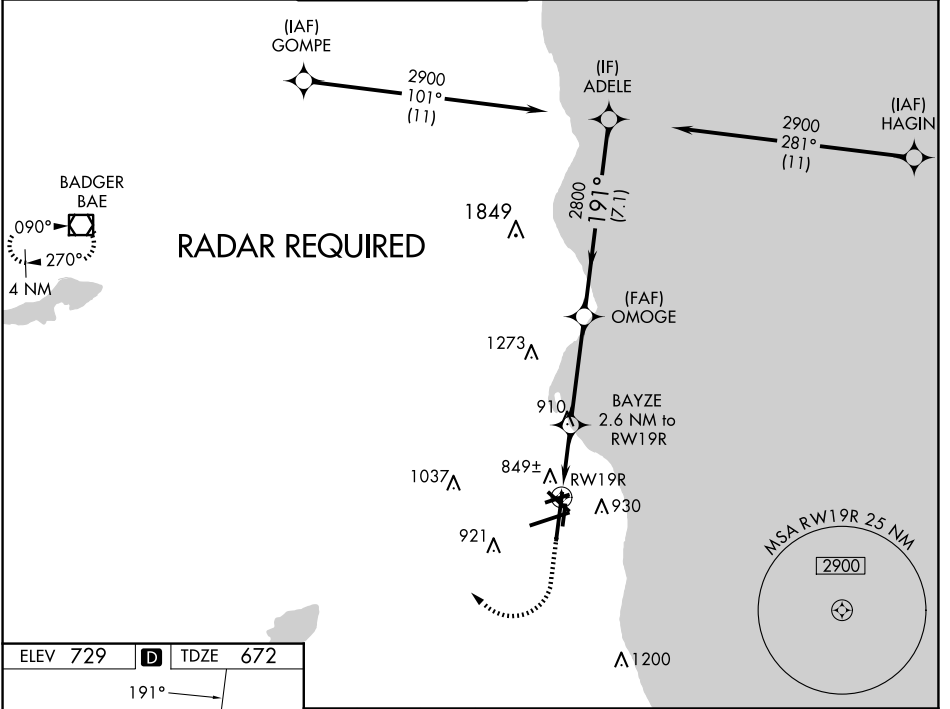 (IAF)
GOMPE
2900
101°
(11)
(IF)
ADELE
2900
281°
(11)
(IAF)
HAGIN
BADGER
BAE
090°
270°
4 NM
RADAR REQUIRED
1849
2800
191°
(7.1)
(FAF)
OMOGE
1273
910
BAYZE
2.6 NM to
RW19R
849±
RW19R
1037
930
921
MSA RW19R 25 NM
2900
1200
ELEV 729 D TDZE 672
191°